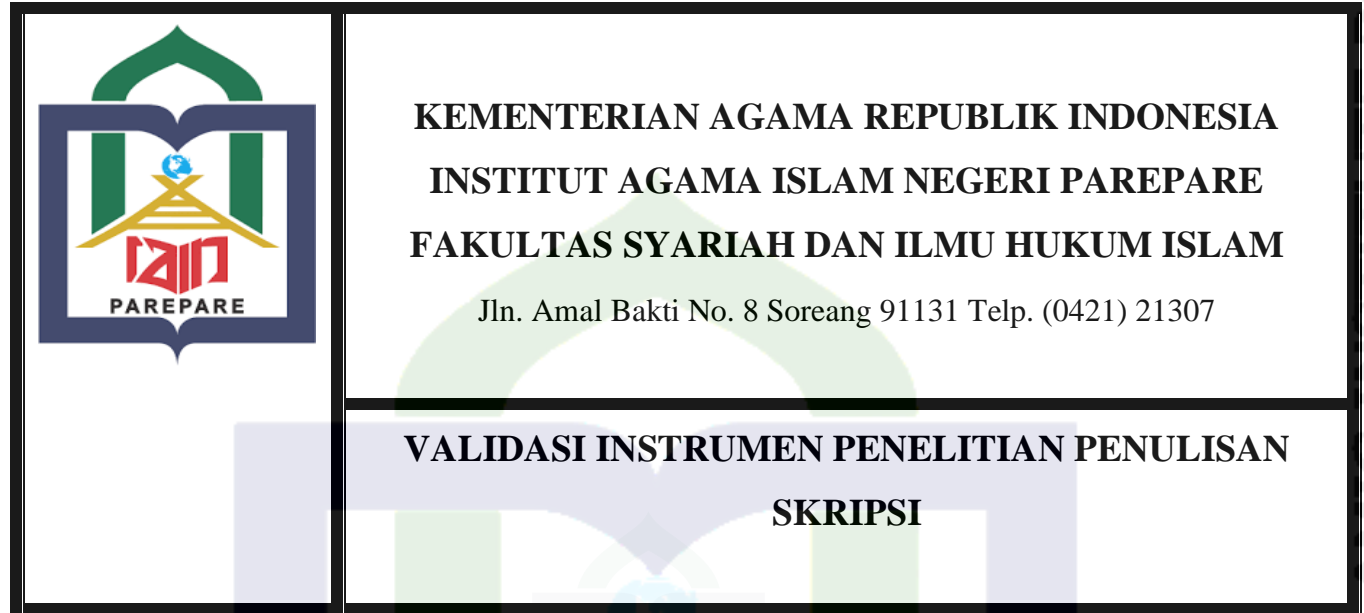 iain
PAREPARE
KEMENTERIAN AGAMA REPUBLIK INDONESIA
INSTITUT AGAMA ISLAM NEGERI PAREPARE
FAKULTAS SYARIAH DAN ILMU HUKUM ISLAM
Jln. Amal Bakti No. 8 Soreang 91131 Telp. (0421) 21307
VALIDASI INSTRUMEN PENELITIAN PENULISAN
SKRIPSI